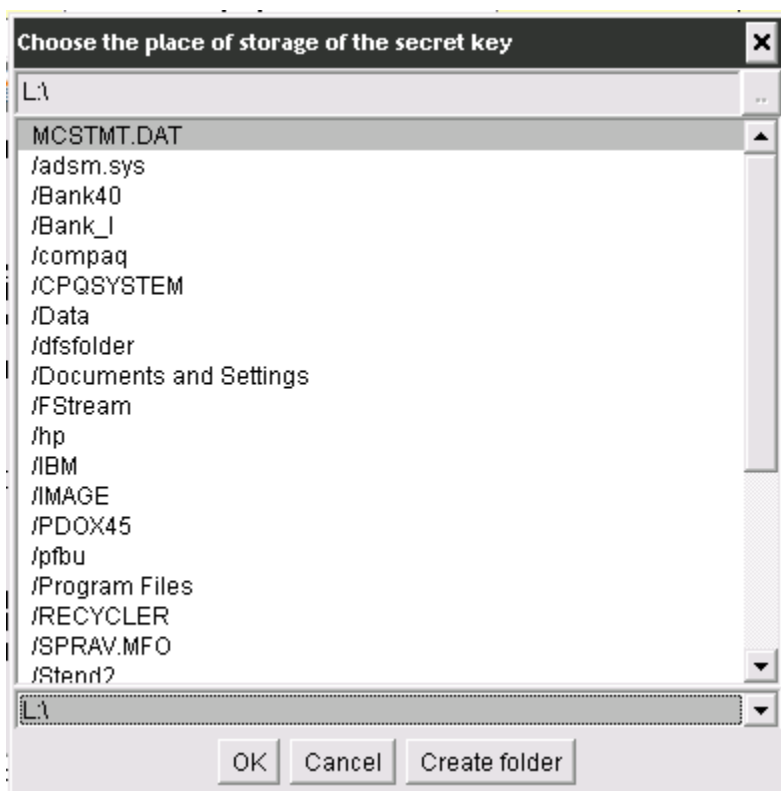 Choose the place of storage of the secret key
L:\
..
MCSTMT.DAT
/adsm.sys
/Bank40
/Bank_I
/compaq
/CPQSYSTEM
/Data
/dfsfolder
/Documents and Settings
/FStream
/hp
/IBM
/IMAGE
/PDOX45
/pfbu
/Program Files
/RECYCLER
/SPRAV.MFO
/Stend2
L:\
OK Cancel Create folder